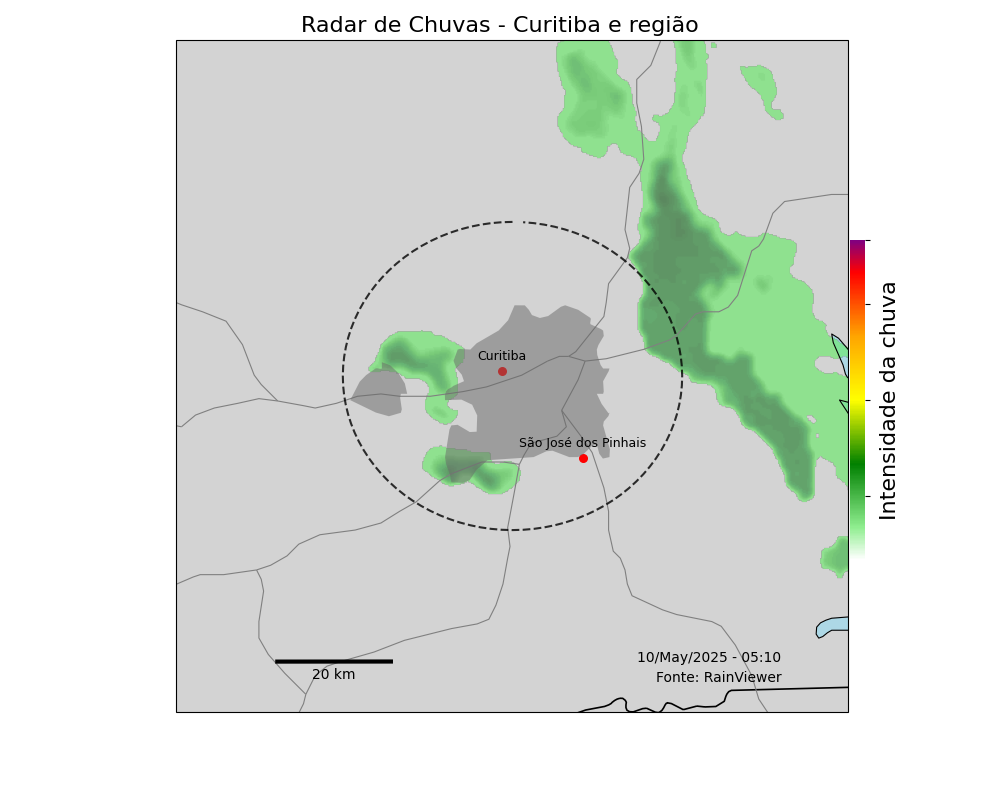 Radar de Chuvas - Curitiba e região
Curitiba
São José dos Pinhais
Intensidade da chuva
10/May/2025 - 05:10
20 km
Fonte: RainViewer